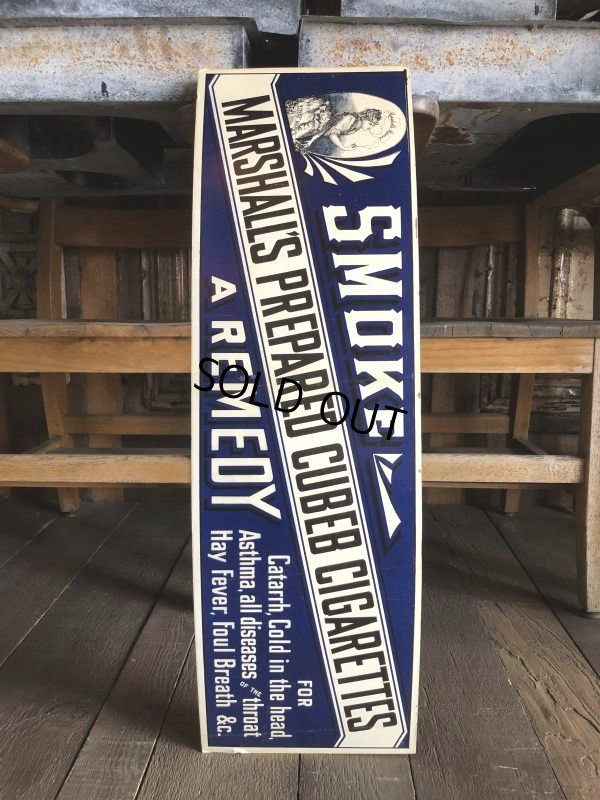 SMOKE
MARSHALL'S PREPARED CUBEB CIGARETTES
A REMEDY
FOR
Catarrh, Cold in the head,
Asthma, all diseases OF THE throat
Hay Fever, Foul Breath &c.
SOLD OUT